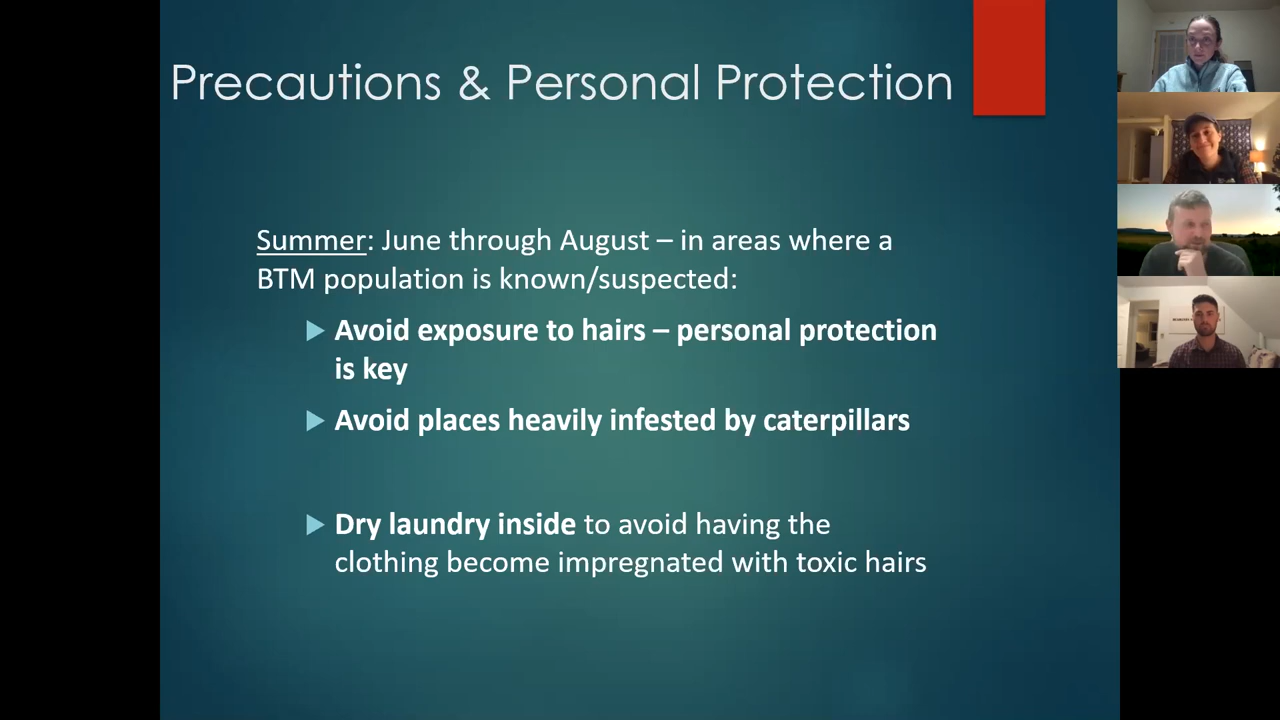 Precautions & Personal Protection
Summer: June through August – in areas where a
BTM population is known/suspected:
Avoid exposure to hairs – personal protection
is key
Avoid places heavily infested by caterpillars
Dry laundry inside to avoid having the
clothing become impregnated with toxic hairs